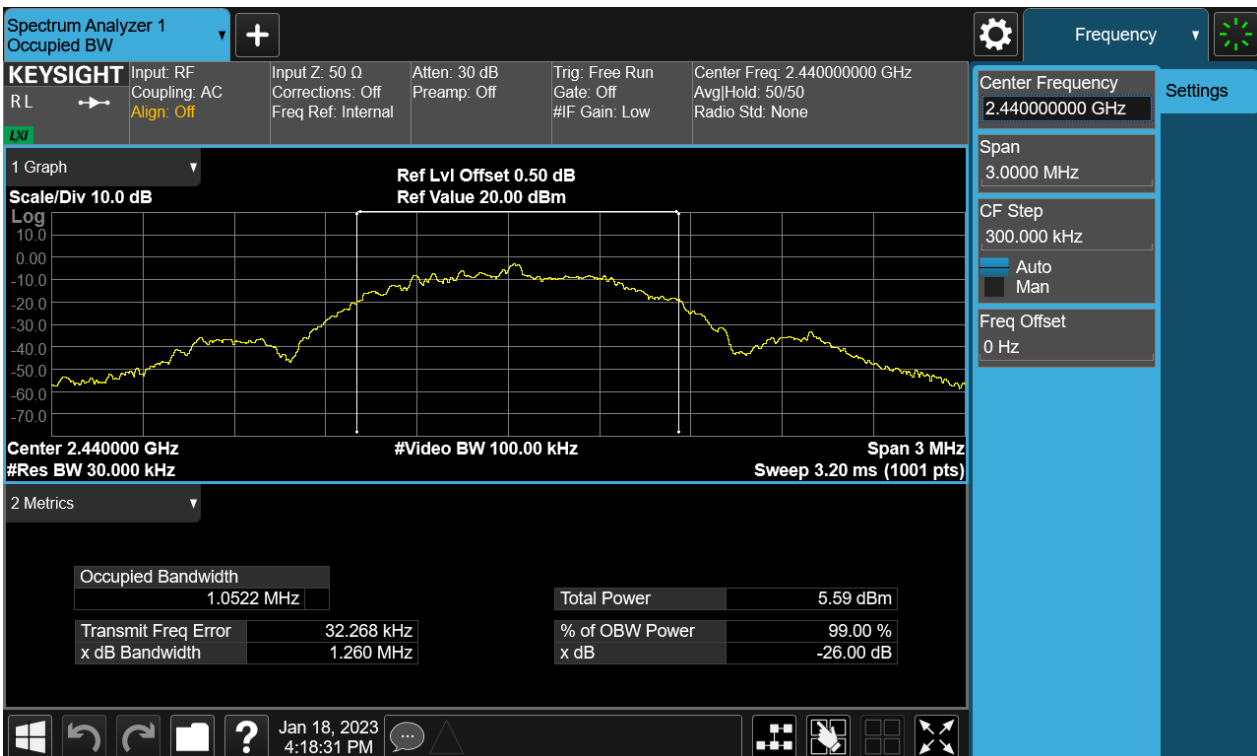 Spectrum Analyzer 1
Occupied BW
+
Frequency
KEYSIGHT
R L
LXI
Input: RF
Coupling: AC
Align: Off
Input Z: 50 Ω
Corrections: Off
Freq Ref: Internal
Atten: 30 dB
Preamp: Off
Trig: Free Run
Gate: Off
#IF Gain: Low
Center Freq: 2.440000000 GHz
Avg|Hold: 50/50
Radio Std: None
Center Frequency
2.440000000 GHz
Settings
Span
3.0000 MHz
CF Step
300.000 kHz
Auto
Man
Freq Offset
0 Hz
1 Graph
Scale/Div 10.0 dB
Ref Lvl Offset 0.50 dB
Ref Value 20.00 dBm
Log
10.0
0.00
-10.0
-20.0
-30.0
-40.0
-50.0
-60.0
-70.0
Center 2.440000 GHz
#Video BW 100.00 kHz
Span 3 MHz
#Res BW 30.000 kHz
Sweep 3.20 ms (1001 pts)
2 Metrics
Occupied Bandwidth
1.0522 MHz
Total Power 5.59 dBm
Transmit Freq Error 32.268 kHz
% of OBW Power 99.00 %
x dB Bandwidth 1.260 MHz
x dB -26.00 dB
?
Jan 18, 2023
4:18:31 PM